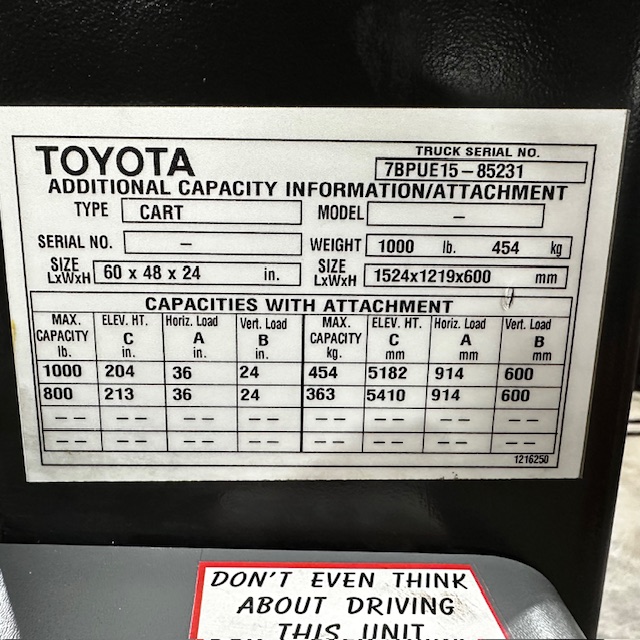 TRUCK SERIAL NO.
TOYOTA 7BPUE15-85231
ADDITIONAL CAPACITY INFORMATION/ATTACHMENT
TYPE CART MODEL –
SERIAL NO. – WEIGHT 1000 lb. 454 kg
SIZE LxWxH 60 x 48 x 24 in. SIZE LxWxH 1524x1219x600 mm
CAPACITIES WITH ATTACHMENT
MAX. ELEV. HT. Horiz. Load Vert. Load MAX. ELEV. HT. Horiz. Load Vert. Load
CAPACITY C A B CAPACITY C A B
lb. in. in. in. kg. mm mm mm
1000 204 36 24 454 5182 914 600
800 213 36 24 363 5410 914 600
– – – – – – – – – – – – – – – –
– – – – – – – – – – – – – – – –
1216250
DON'T EVEN THINK
ABOUT DRIVING
THIS UNIT